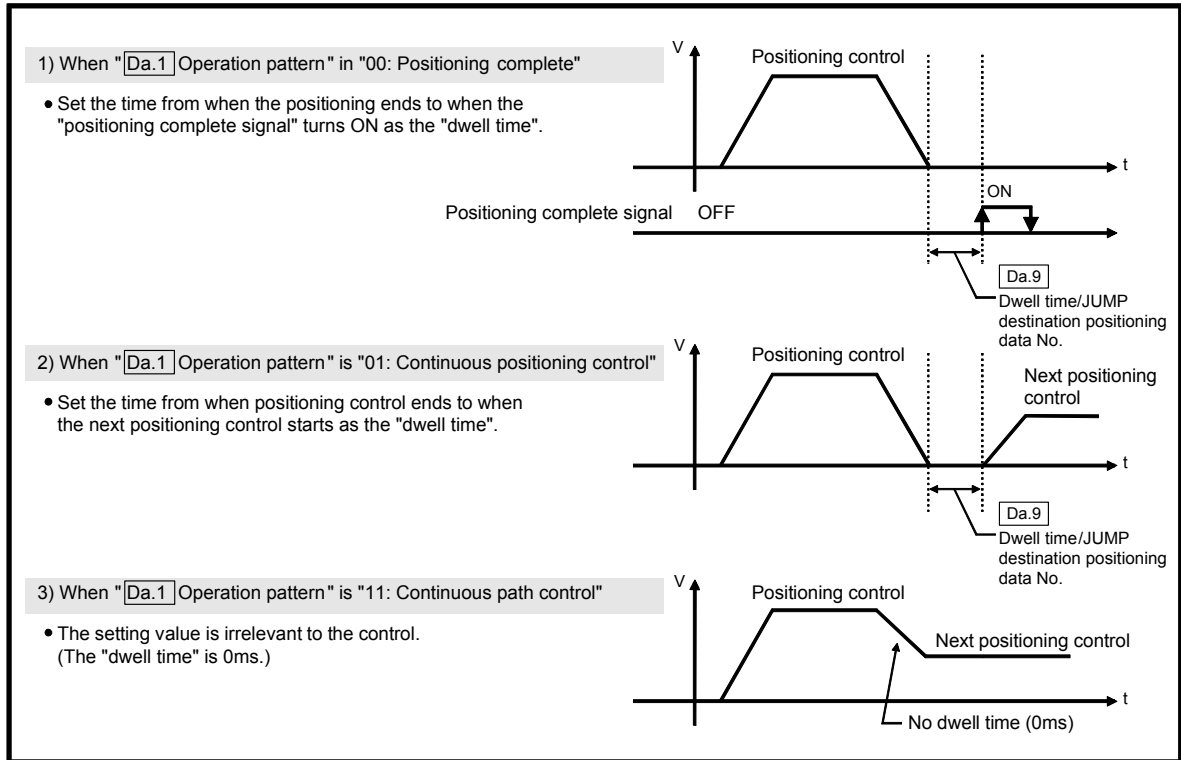 1) When "Da.1 Operation pattern" in "00: Positioning complete"
• Set the time from when the positioning ends to when the
"positioning complete signal" turns ON as the "dwell time".
V
Positioning control
t
ON
Positioning complete signal OFF
Da.9
Dwell time/JUMP
destination positioning
data No.
2) When "Da.1 Operation pattern" is "01: Continuous positioning control"
• Set the time from when positioning control ends to when
the next positioning control starts as the "dwell time".
V
Positioning control
Next positioning
control
t
Da.9
Dwell time/JUMP
destination positioning
data No.
3) When "Da.1 Operation pattern" is "11: Continuous path control"
• The setting value is irrelevant to the control.
(The "dwell time" is 0ms.)
V
Positioning control
Next positioning control
t
No dwell time (0ms)